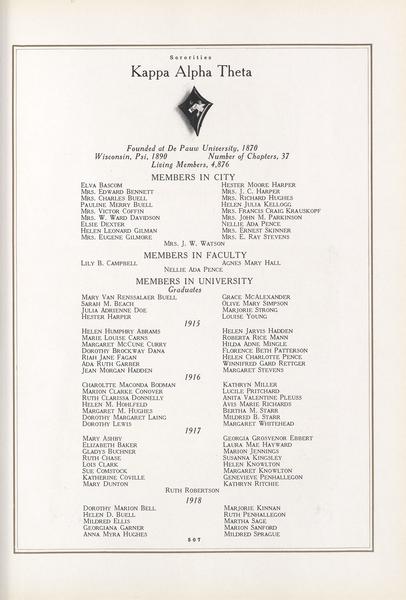 Sororities
Kappa Alpha Theta
Founded at De Pauw University, 1870
Wisconsin, Psi, 1890 Number of Chapters, 37
Living Members, 4,876
MEMBERS IN CITY
Elva Bascom
Mrs. Edward Bennett
Mrs. Charles Buell
Pauline Merry Buell
Mrs. Victor Coffin
Mrs. W. Ward Davidson
Elsie Dexter
Helen Leonard Gilman
Mrs. Eugene Gilmore
Hester Moore Harper
Mrs. J. C. Harper
Mrs. Richard Hughes
Helen Julia Kellogg
Mrs. Francis Craig Krauskopf
Mrs. John M. Parkinson
Nellie Ada Pence
Mrs. Ernest Skinner
Mrs. E. Ray Stevens
Mrs. J. W. Watson
MEMBERS IN FACULTY
Lily B. Campbell Agnes Mary Hall
Nellie Ada Pence
MEMBERS IN UNIVERSITY
Graduates
Mary Van Renssalaer Buell
Sarah M. Beach
Julia Adrienne Doe
Hester Harper
Grace McAlexander
Olive Mary Simpson
Marjorie Strong
Louise Young
1915
Helen Humphry Abrams
Marie Louise Carns
Margaret McCune Curry
Dorothy Brockway Dana
Riah Jane Fagan
Ada Ruth Garber
Jean Morgan Hadden
Helen Jarvis Hadden
Roberta Rice Mann
Hilda Adne Mingle
Florence Beth Patterson
Helen Charlotte Pence
Winnifred Gard Rettger
Margaret Stevens
1916
Charoltte Maconda Bodman
Marion Clarke Conover
Ruth Clarissa Donnelly
Helen M. Hohlfeld
Margaret M. Hughes
Dorothy Margaret Laing
Dorothy Lewis
Kathryn Miller
Lucile Pritchard
Anita Valentine Pleuss
Avis Marie Richards
Bertha M. Starr
Mildred B. Starr
Margaret Whitehead
1917
Mary Ashby
Elizabeth Baker
Gladys Buchner
Ruth Chase
Lois Clark
Sue Comstock
Katherine Coville
Mary Dunton
Georgia Grosvenor Ebbert
Laura Mae Hayward
Marion Jennings
Susanna Kingsley
Helen Knowlton
Margaret Knowlton
Genevieve Penhallegon
Kathryn Ritchie
Ruth Robertson
1918
Dorothy Marion Bell
Helen D. Buell
Mildred Ellis
Georgiana Garner
Anna Myra Hughes
Marjorie Kinnan
Ruth Penhallegon
Martha Sage
Marion Sanford
Mildred Sprague
507